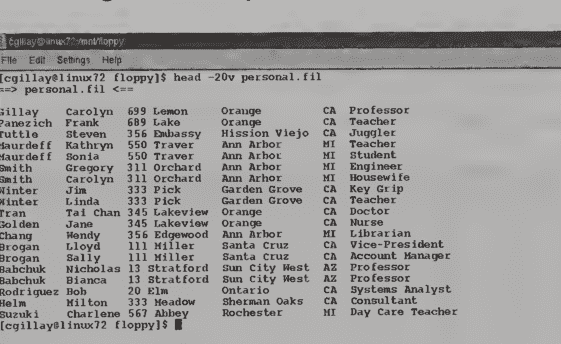 cgillay@linux72:/mnt/floppy
File Edit Settings Help
[cgillay@linux72 floppy]$ head -20v personal.fil
==> personal.fil <==
Gillay Carolyn 699 Lemon Orange CA Professor
Panezich Frank 689 Lake Orange CA Teacher
Tuttle Steven 356 Embassy Mission Viejo CA Juggler
Maurdeff Kathryn 550 Traver Ann Arbor MI Teacher
Maurdeff Sonia 550 Traver Ann Arbor MI Student
Smith Gregory 311 Orchard Ann Arbor MI Engineer
Smith Carolyn 311 Orchard Ann Arbor MI Housewife
Winter Jim 333 Pick Garden Grove CA Key Grip
Winter Linda 333 Pick Garden Grove CA Teacher
Tran Tai Chan 345 Lakeview Orange CA Doctor
Golden Jane 345 Lakeview Orange CA Nurse
Chang Wendy 356 Edgewood Ann Arbor MI Librarian
Brogan Lloyd 111 Miller Santa Cruz CA Vice-President
Brogan Sally 111 Miller Santa Cruz CA Account Manager
Babchuk Nicholas 13 Stratford Sun City West AZ Professor
Babchuk Bianca 13 Stratford Sun City West AZ Professor
Rodriguez Bob 20 Elm Ontario CA Systems Analyst
Helm Milton 333 Meadow Sherman Oaks CA Consultant
Suzuki Charlene 567 Abbey Rochester MI Day Care Teacher
[cgillay@linux72 floppy]$